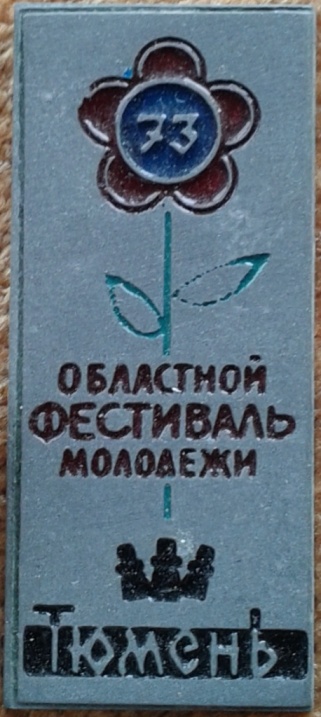 73
ОБЛАСТНОЙ
ФЕСТИВАЛЬ
МОЛОДЕЖИ
Тюмень